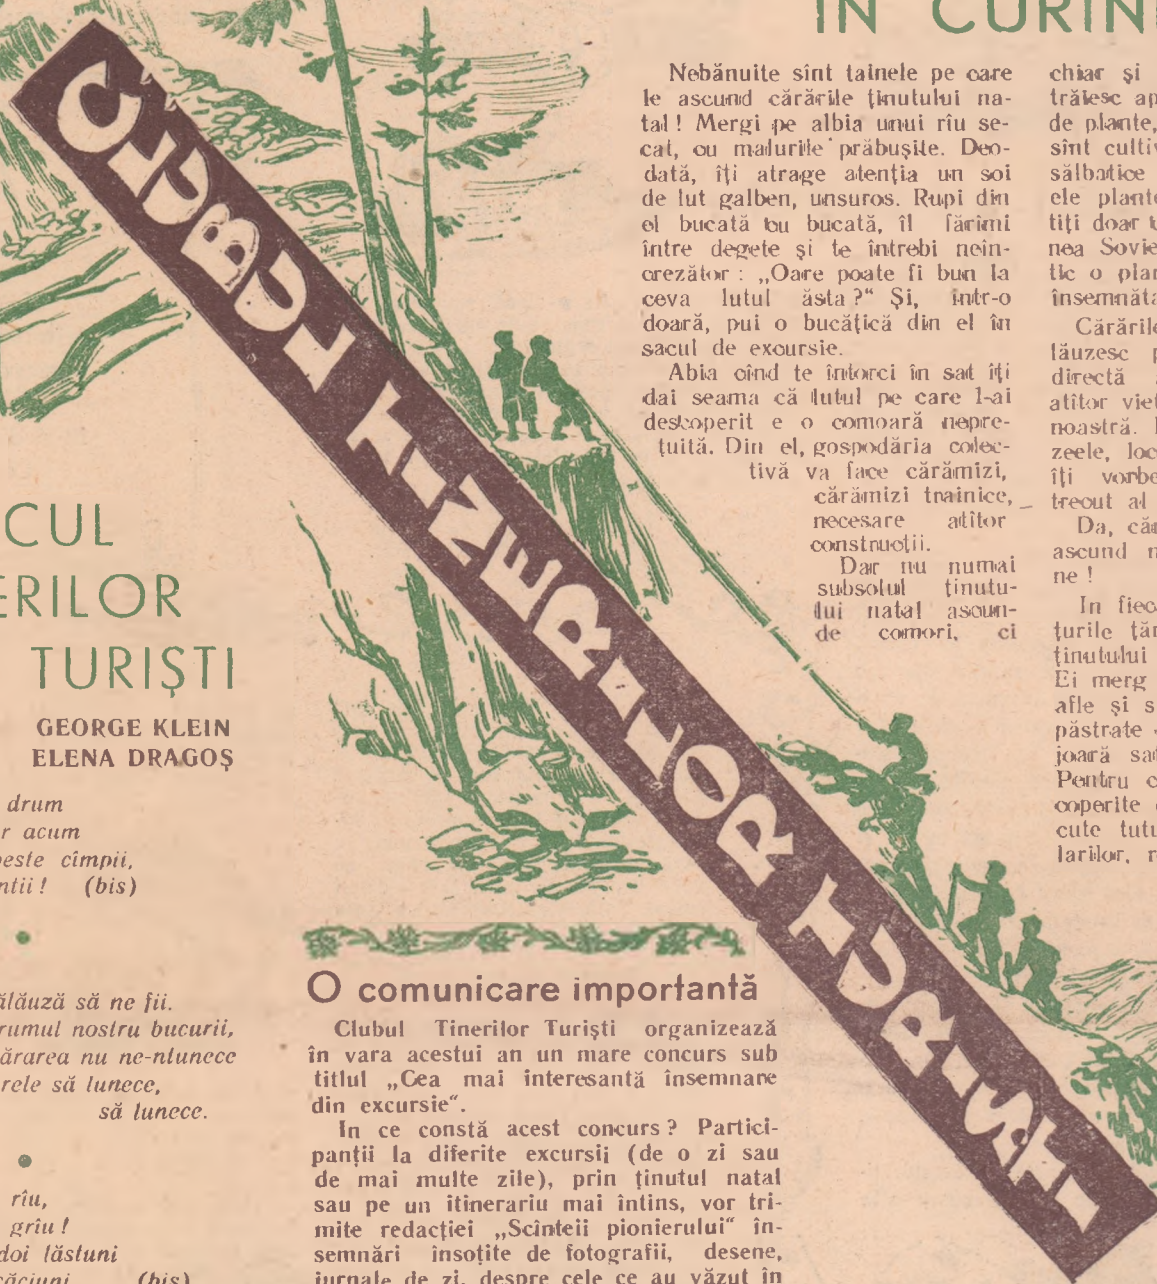 CLUBUL TINERILOR TURIȘTI
CUL
ERILOR
TURIȘTI
GEORGE KLEIN
ELENA DRAGOȘ
drum
r acum
peste cîmpii,
ntii ! (bis)
ălăuză să ne fii.
rumul nostru bucurii,
ărarea nu ne-ntunece
rele să lunece,
să lunece.
rîu,
grîu !
doi lăstuni
căciuni (bis)
O comunicare importantă
Clubul Tinerilor Turiști organizează
în vara acestui an un mare concurs sub
titlul „Cea mai interesantă însemnare
din excursie“.
In ce constă acest concurs ? Partici-
panții la diferite excursii (de o zi sau
de mai multe zile), prin ținutul natal
sau pe un itinerariu mai întins, vor tri-
mite redacției „Scînteii pionierului“ în-
semnări însoțite de fotografii, desene,
jurnale de zi, despre cele ce au văzut în
IN CURIN
Nebănuite sînt tainele pe care
le ascund cărările ținutului na-
tal ! Mergi pe albia unui rîu se-
cat, cu malurile prăbușite. Deo-
dată, îți atrage atenția un soi
de lut galben, unsuros. Rupi din
el bucată cu bucată, îl fărîmi
între degete și te întrebi neîn-
crezător : „Oare poate fi bun la
ceva lutul ăsta ?“ Și, într-o
doară, pui o bucățică din el în
sacul de excursie.
Abia cînd te întorci în sat îți
dai seama că lutul pe care l-ai
descoperit e o comoară nepre-
țuită. Din el, gospodăria colec-
tivă va face cărămizi,
cărămizi trainice,
necesare atîtor
construcții.
Dar nu numai
subsolul ținutu-
lui natal ascun-
de comori, ci
chiar și
trăiesc ap
de plante,
sînt cultiv
sălbatice
ele plante
tiți doar
nea Sovie
tic o plan
însemnăta
Cărările
lăuzesc p
directă
atîtor viet
noastră.
zeele, loc
îți vorbe
trecut al
Da, căr
ascund m
ne !
In fiec
turile țăr
ținutului
Ei merg
afle și s
păstrate
joară sa
Pentru c
coperite
cute tutu
larilor, r